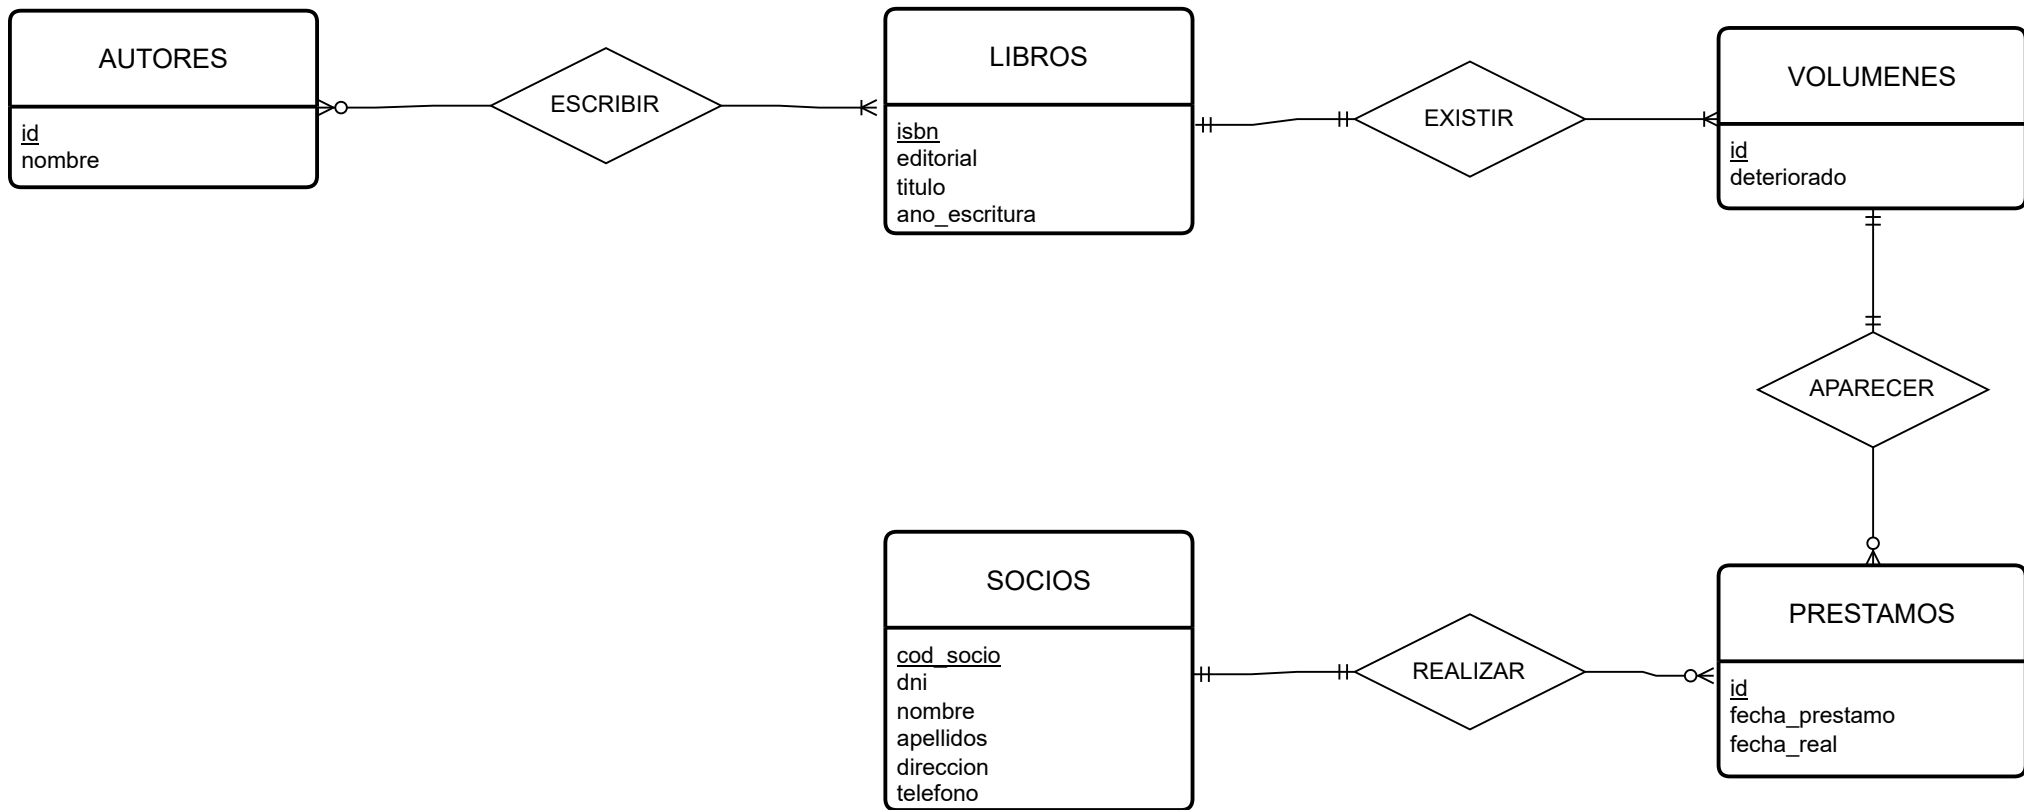 AUTORES
id
nombre
ESCRIBIR
LIBROS
isbn
editorial
titulo
ano_escritura
EXISTIR
VOLUMENES
id
deteriorado
APARECER
SOCIOS
cod_socio
dni
nombre
apellidos
direccion
telefono
REALIZAR
PRESTAMOS
id
fecha_prestamo
fecha_real